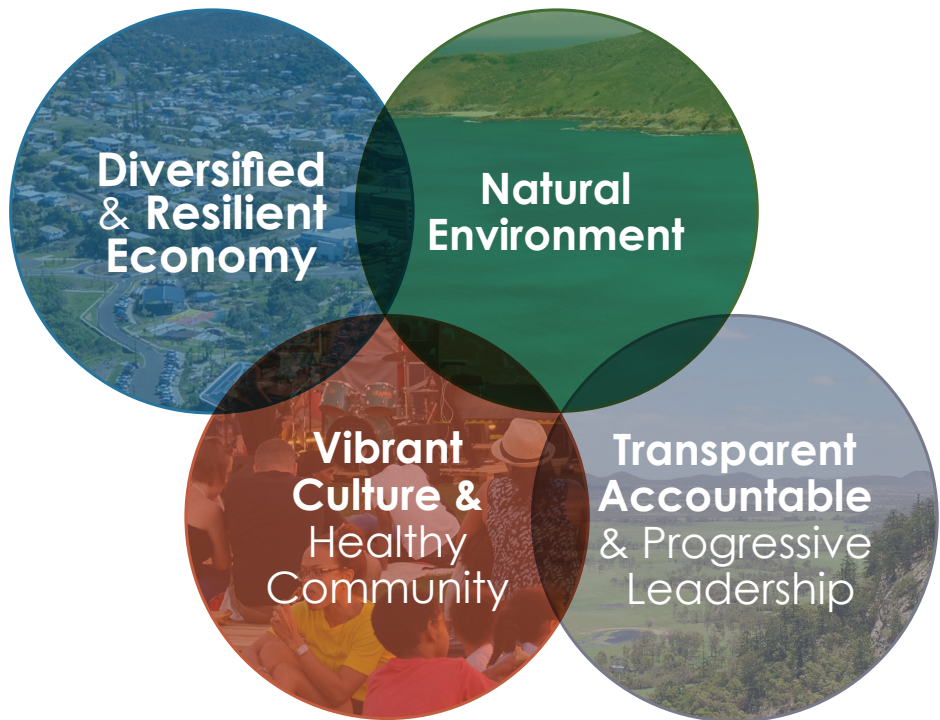 Diversified
& Resilient
Economy
Natural
Environment
Vibrant
Culture &
Healthy
Community
Transparent
Accountable
& Progressive
Leadership